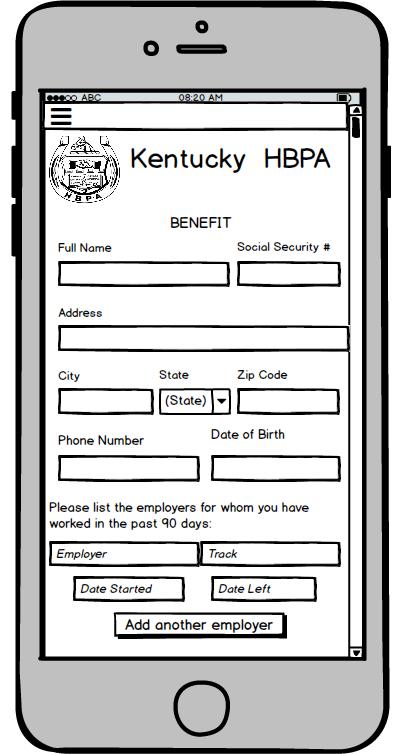 ABC 08:20 AM
HBPA
Kentucky HBPA
BENEFIT
Full Name Social Security #
Address
City State Zip Code
(State)
Phone Number Date of Birth
Please list the employers for whom you have
worked in the past 90 days:
Employer Track
Date Started Date Left
Add another employer